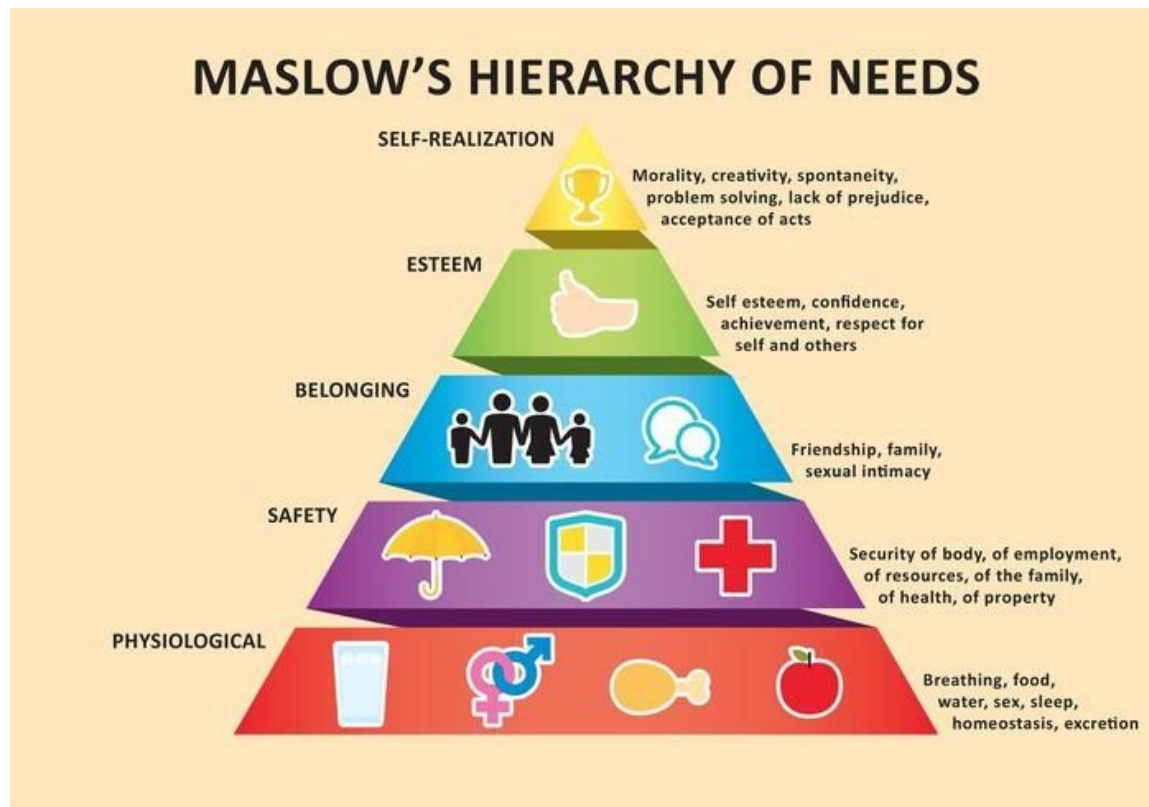 MASLOW'S HIERARCHY OF NEEDS
SELF-REALIZATION
Morality, creativity, spontaneity,
problem solving, lack of prejudice,
acceptance of acts
ESTEEM
Self esteem, confidence,
achievement, respect for
self and others
BELONGING
Friendship, family,
sexual intimacy
SAFETY
Security of body, of employment,
of resources, of the family,
of health, of property
PHYSIOLOGICAL
Breathing, food,
water, sex, sleep,
homeostasis, excretion